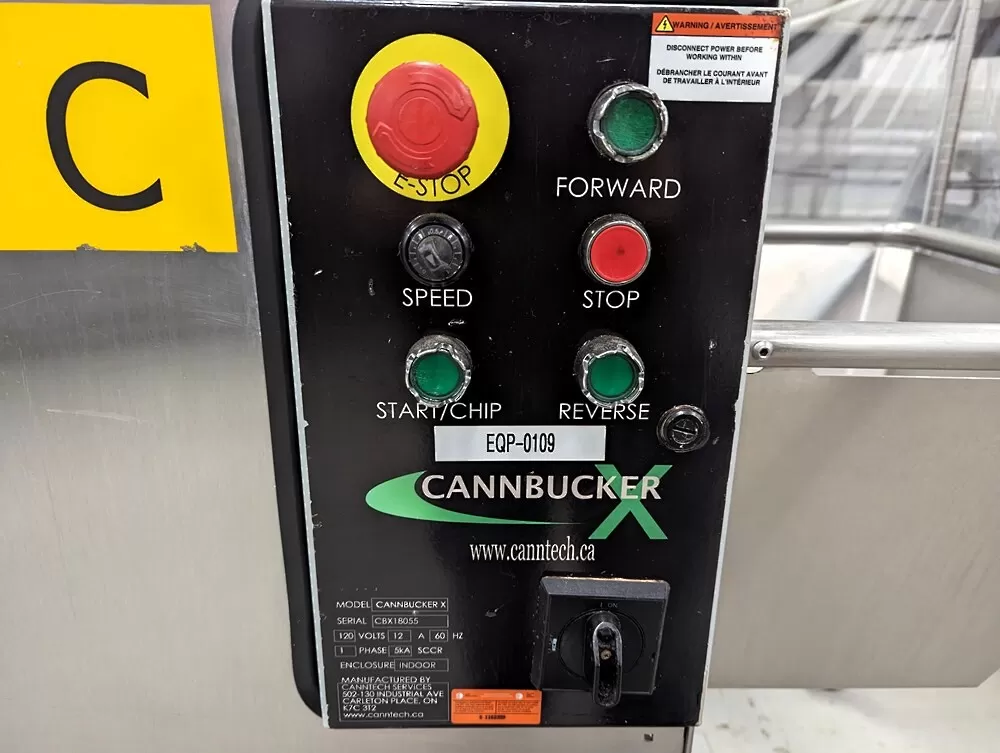 C
WARNING / AVERTISSEMENT
DISCONNECT POWER BEFORE
WORKING WITHIN
DÉBRANCHER LE COURANT AVANT
DE TRAVAILLER À L'INTÉRIEUR
E-STOP
FORWARD
SPEED
STOP
START/CHIP
REVERSE
EQP-0109
CANNBUCKER X
www.canntech.ca
I ON
MODEL CANNBUCKER X
SERIAL CBX18055
120 VOLTS 12 A 60 HZ
1 PHASE 5kA SCCR
ENCLOSURE INDOOR
MANUFACTURED BY
CANNTECH SERVICES
502-130 INDUSTRIAL AVE
CARLETON PLACE, ON
K7C 3T2
www.canntech.ca